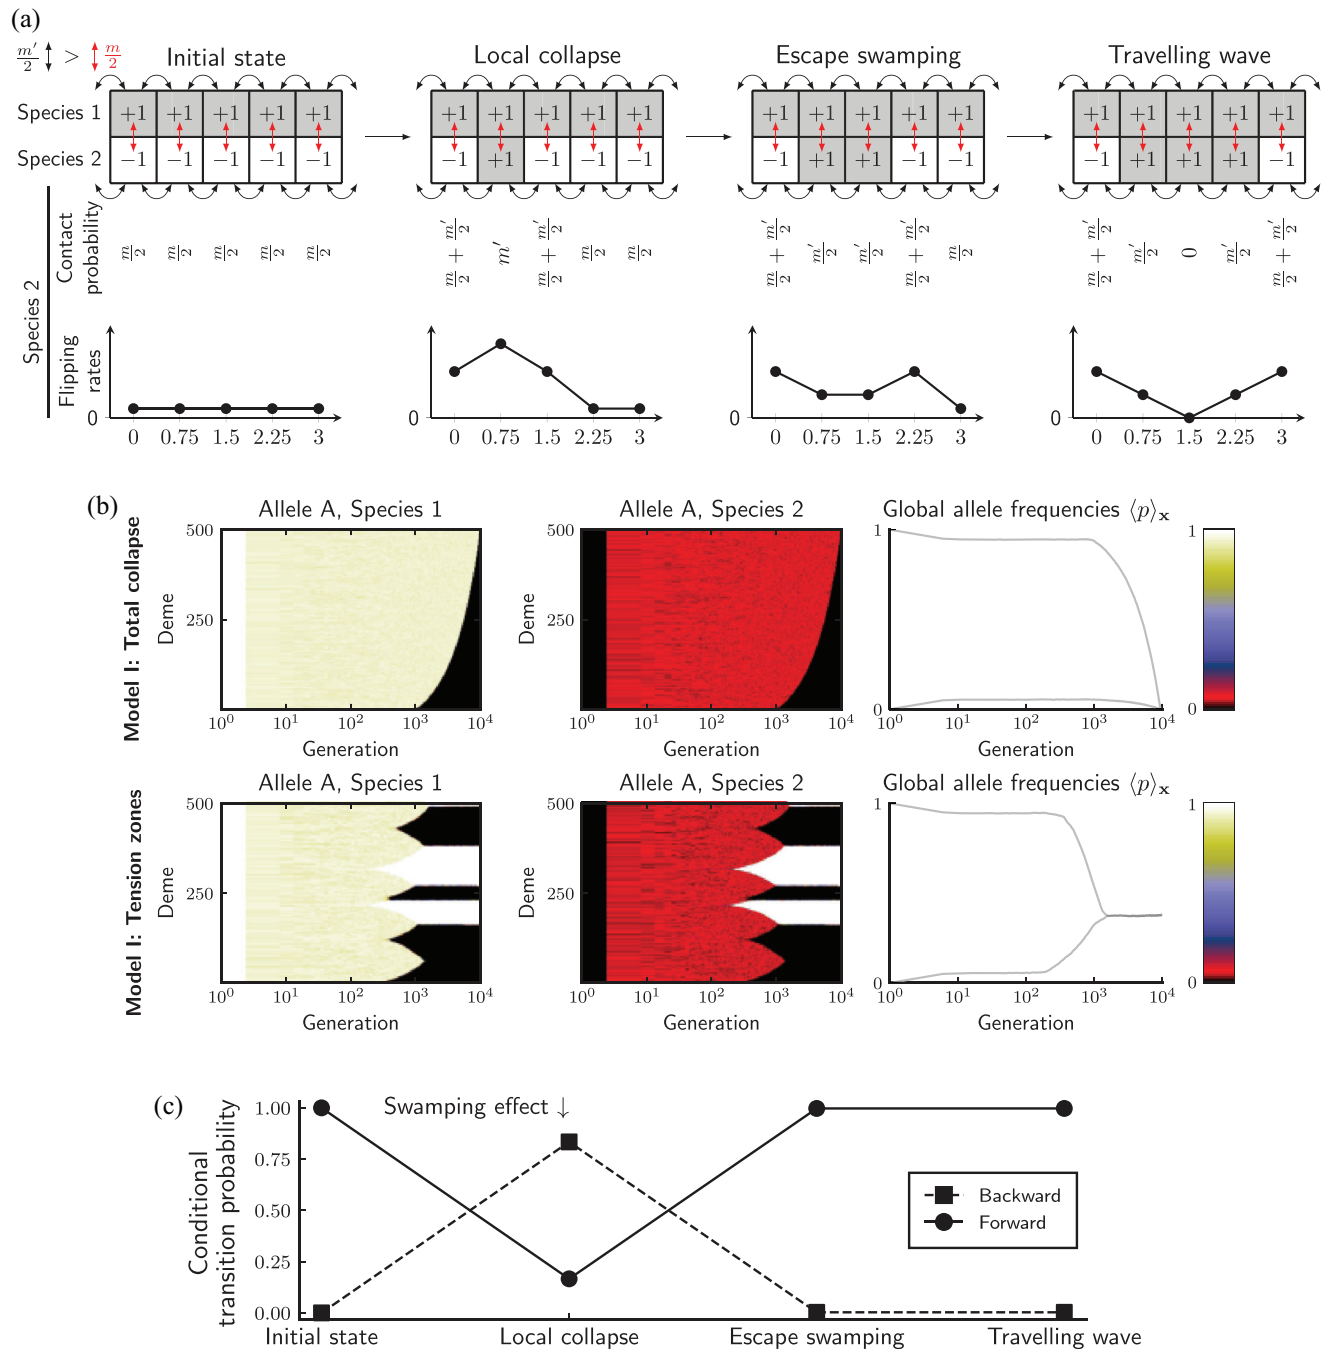 (a)
m′/2 > m/2
Initial state Local collapse Escape swamping Travelling wave
Species 1 +1 +1 +1 +1 +1 +1 +1 +1 +1 +1 +1 +1 +1 +1 +1 +1 +1 +1 +1 +1
Species 2 −1 −1 −1 −1 −1 −1 +1 −1 −1 −1 −1 +1 +1 −1 −1 −1 +1 +1 +1 −1
Species 2
Contact
probability
m/2 m/2 m/2 m/2 m/2 m/2 + m′/2 m′ m/2 + m′/2 m/2 m/2 m/2 + m′/2 m′/2 m′/2 m/2 + m′/2 m/2 m/2 + m′/2 m′/2 0 m′/2 m/2 + m′/2
Flipping
rates
0 0 0 0
0 0.75 1.5 2.25 3 0 0.75 1.5 2.25 3 0 0.75 1.5 2.25 3 0 0.75 1.5 2.25 3
(b)
Model I: Total collapse
Allele A, Species 1 Allele A, Species 2 Global allele frequencies ⟨p⟩x
500 500 1 1
Deme Deme
250 250
0 0
10⁰ 10¹ 10² 10³ 10⁴ 10⁰ 10¹ 10² 10³ 10⁴ 10⁰ 10¹ 10² 10³ 10⁴
Generation Generation Generation
Model I: Tension zones
Allele A, Species 1 Allele A, Species 2 Global allele frequencies ⟨p⟩x
500 500 1 1
Deme Deme
250 250
0 0
10⁰ 10¹ 10² 10³ 10⁴ 10⁰ 10¹ 10² 10³ 10⁴ 10⁰ 10¹ 10² 10³ 10⁴
Generation Generation Generation
(c)
Conditional
transition probability
1.00
0.75
0.50
0.25
0.00
Swamping effect ↓
Backward
Forward
Initial state Local collapse Escape swamping Travelling wave